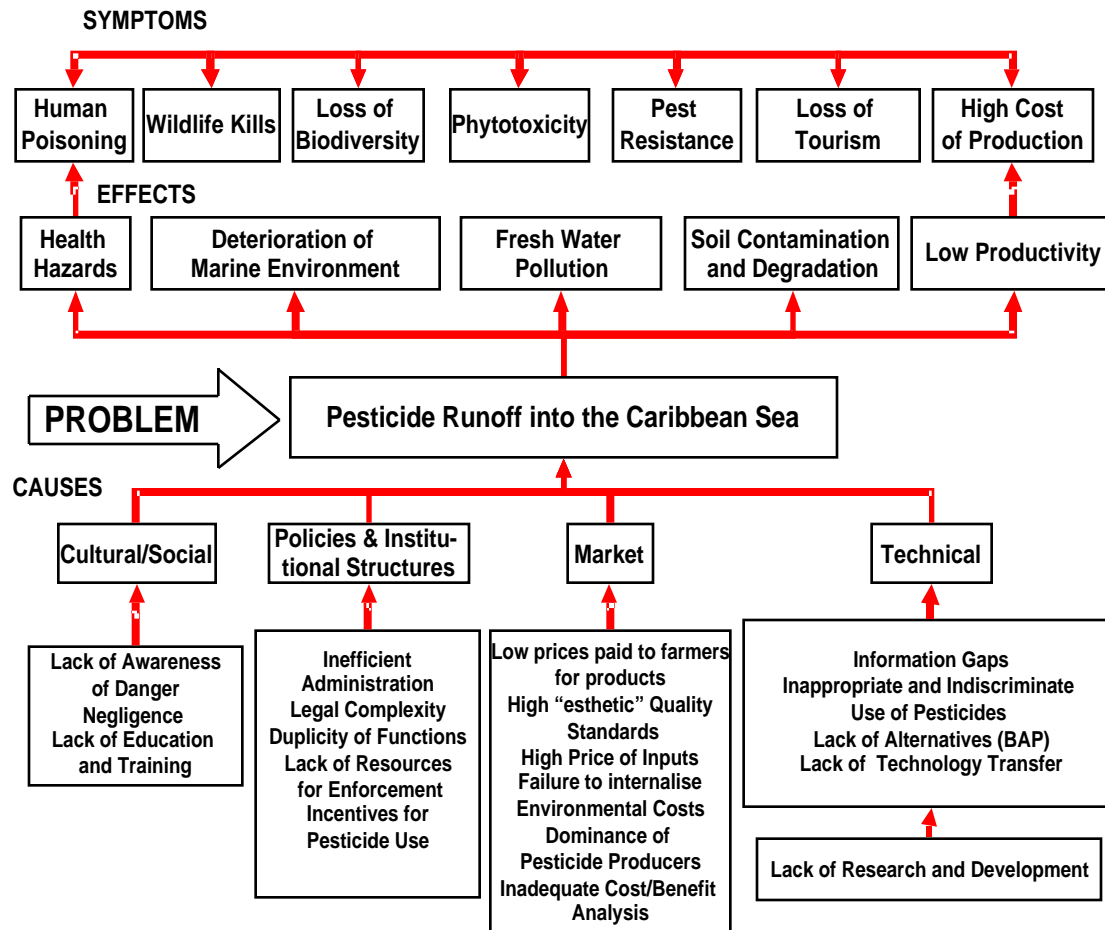 SYMPTOMS
Human
Poisoning
Wildlife Kills
Loss of
Biodiversity
Phytotoxicity
Pest
Resistance
Loss of
Tourism
High Cost
of Production
EFFECTS
Health
Hazards
Deterioration of
Marine Environment
Fresh Water
Pollution
Soil Contamination
and Degradation
Low Productivity
PROBLEM
Pesticide Runoff into the Caribbean Sea
CAUSES
Cultural/Social
Policies & Institu-
tional Structures
Market
Technical
Lack of Awareness
of Danger
Negligence
Lack of Education
and Training
Inefficient
Administration
Legal Complexity
Duplicity of Functions
Lack of Resources
for Enforcement
Incentives for
Pesticide Use
Low prices paid to farmers
for products
High “esthetic” Quality
Standards
High Price of Inputs
Failure to internalise
Environmental Costs
Dominance of
Pesticide Producers
Inadequate Cost/Benefit
Analysis
Information Gaps
Inappropriate and Indiscriminate
Use of Pesticides
Lack of Alternatives (BAP)
Lack of Technology Transfer
Lack of Research and Development